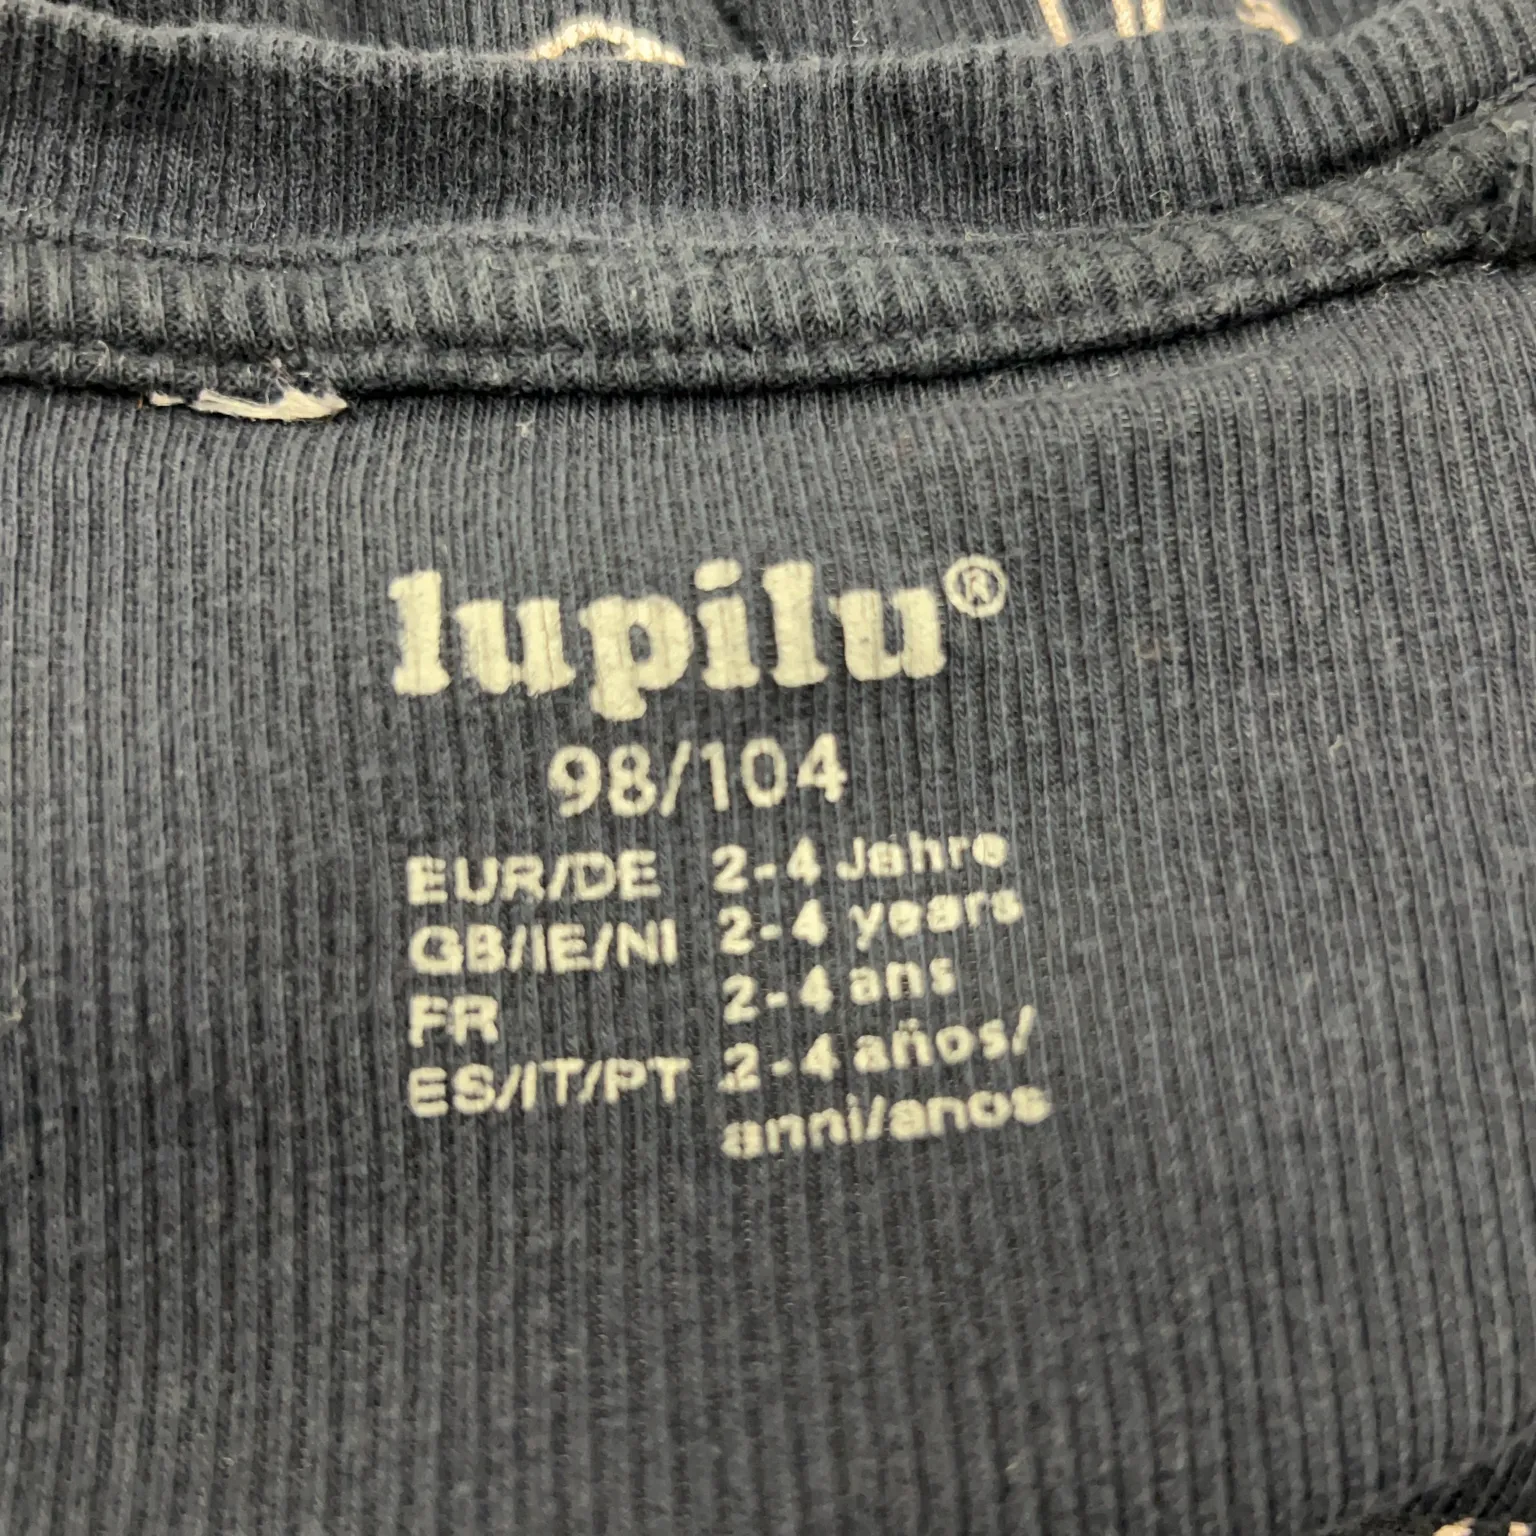 lupilu®
98/104
EUR/DE 2-4 Jahre
GB/IE/NI 2-4 years
FR 2-4 ans
ES/IT/PT 2-4 años/
anni/anos